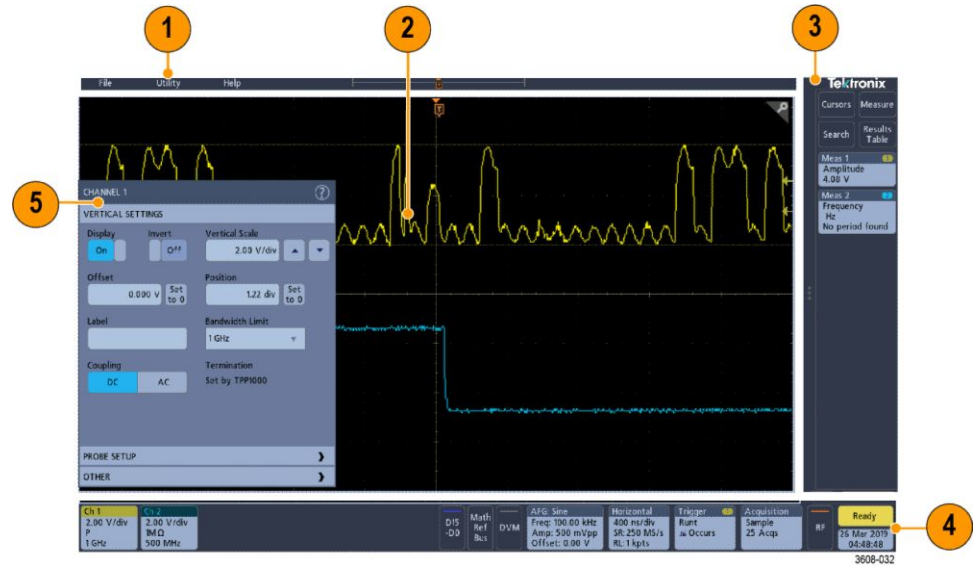 1
2
3
File Utility Help
Tektronix
T
Cursors Measure
Search Results Table
Meas 1 1
Amplitude
4.08 V
Meas 2 2
Frequency
Hz
No period found
5
CHANNEL 1 ?
VERTICAL SETTINGS
Display Invert Vertical Scale
On Off 2.00 V/div
Offset Position
0.000 V Set to 0 1.22 div Set to 0
Label Bandwidth Limit
1 GHz
Coupling Termination
DC AC Set by TPP1000
PROBE SETUP
OTHER
Ch 1
2.00 V/div
P
1 GHz
Ch 2
2.00 V/div
1MΩ
500 MHz
D15
-D0
Math
Ref
Bus
DVM
AFG: Sine
Freq: 100.00 kHz
Amp: 500 mVpp
Offset: 0.00 V
Horizontal
400 ns/div
SR: 250 MS/s
RL: 1 kpts
Trigger 1
Runt
Occurs
Acquisition
Sample
25 Acqs
RF
Ready
26 Mar 2019
04:48:48
4
3608-032